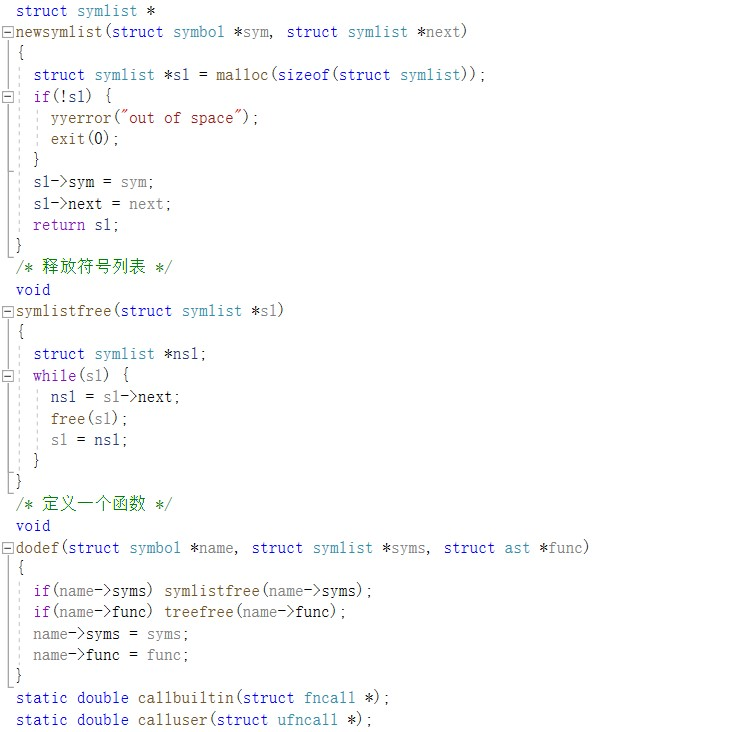 struct symlist *
newsymlist(struct symbol *sym, struct symlist *next)
{
  struct symlist *sl = malloc(sizeof(struct symlist));
  if(!sl) {
    yyerror("out of space");
    exit(0);
  }
  sl->sym = sym;
  sl->next = next;
  return sl;
}
/* 释放符号列表 */
void
symlistfree(struct symlist *sl)
{
  struct symlist *nsl;
  while(sl) {
    nsl = sl->next;
    free(sl);
    sl = nsl;
  }
}
/* 定义一个函数 */
void
dodef(struct symbol *name, struct symlist *syms, struct ast *func)
{
  if(name->syms) symlistfree(name->syms);
  if(name->func) treefree(name->func);
  name->syms = syms;
  name->func = func;
}
static double callbuiltin(struct fncall *);
static double calluser(struct ufncall *);